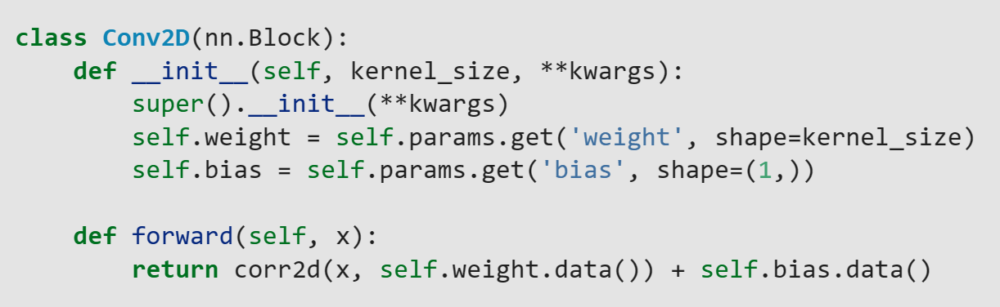 class Conv2D(nn.Block):
    def __init__(self, kernel_size, **kwargs):
        super().__init__(**kwargs)
        self.weight = self.params.get('weight', shape=kernel_size)
        self.bias = self.params.get('bias', shape=(1,))

    def forward(self, x):
        return corr2d(x, self.weight.data()) + self.bias.data()